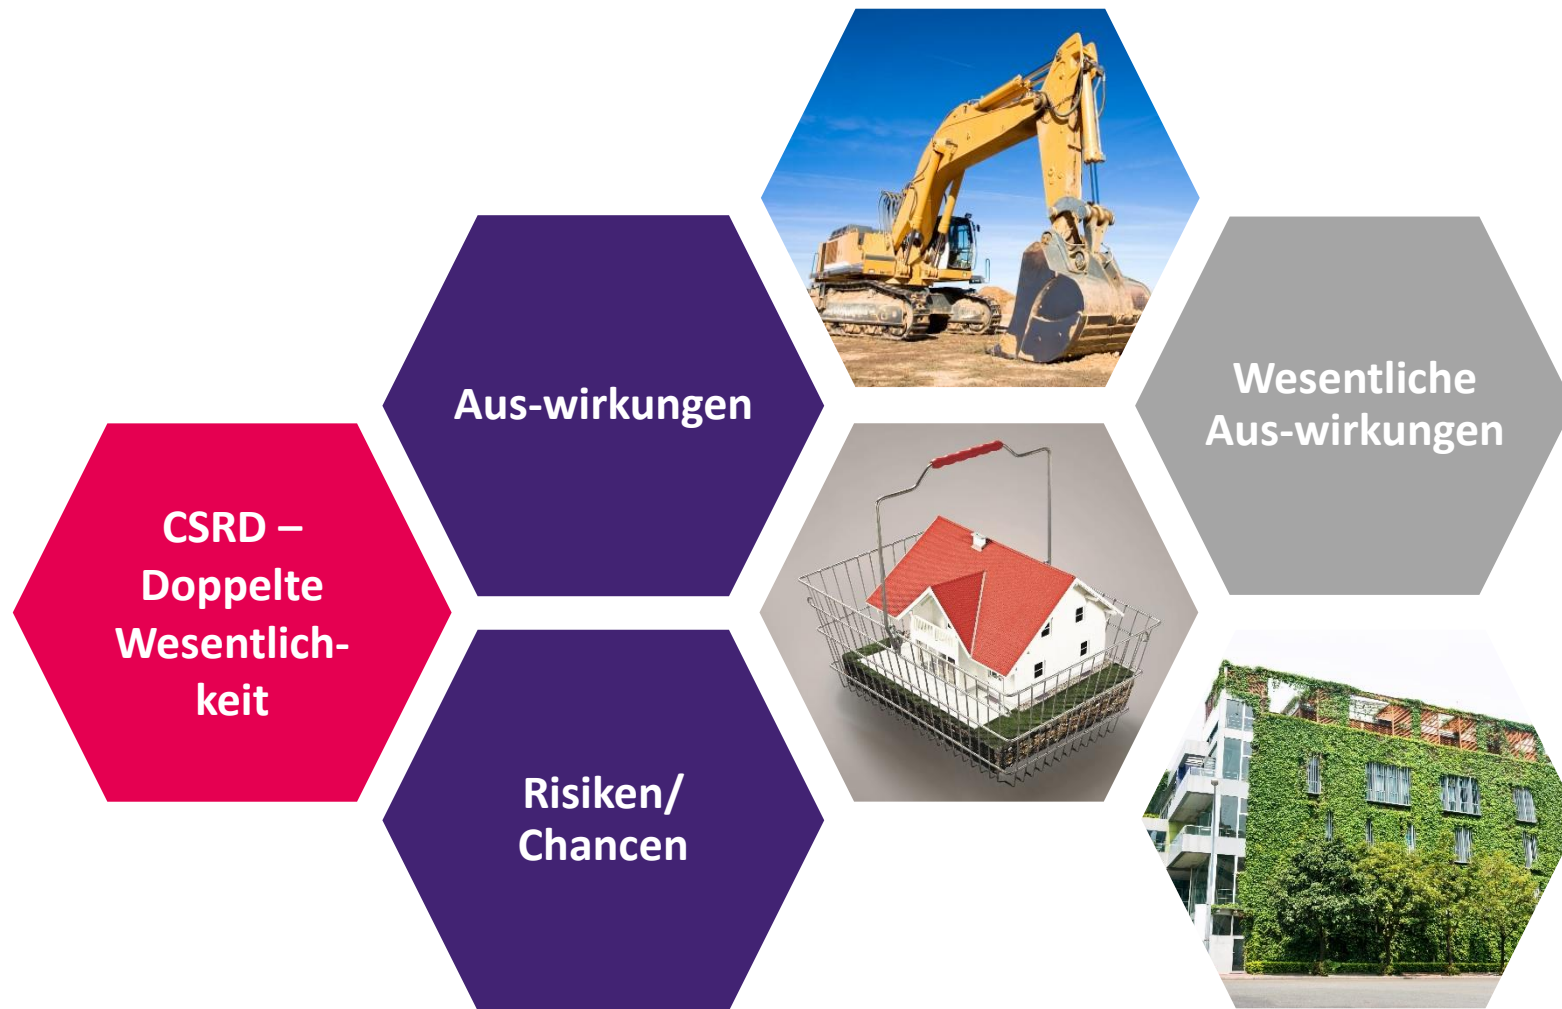 CSRD –
Doppelte
Wesentlich-
keit
Aus-wirkungen
Risiken/
Chancen
Wesentliche
Aus-wirkungen